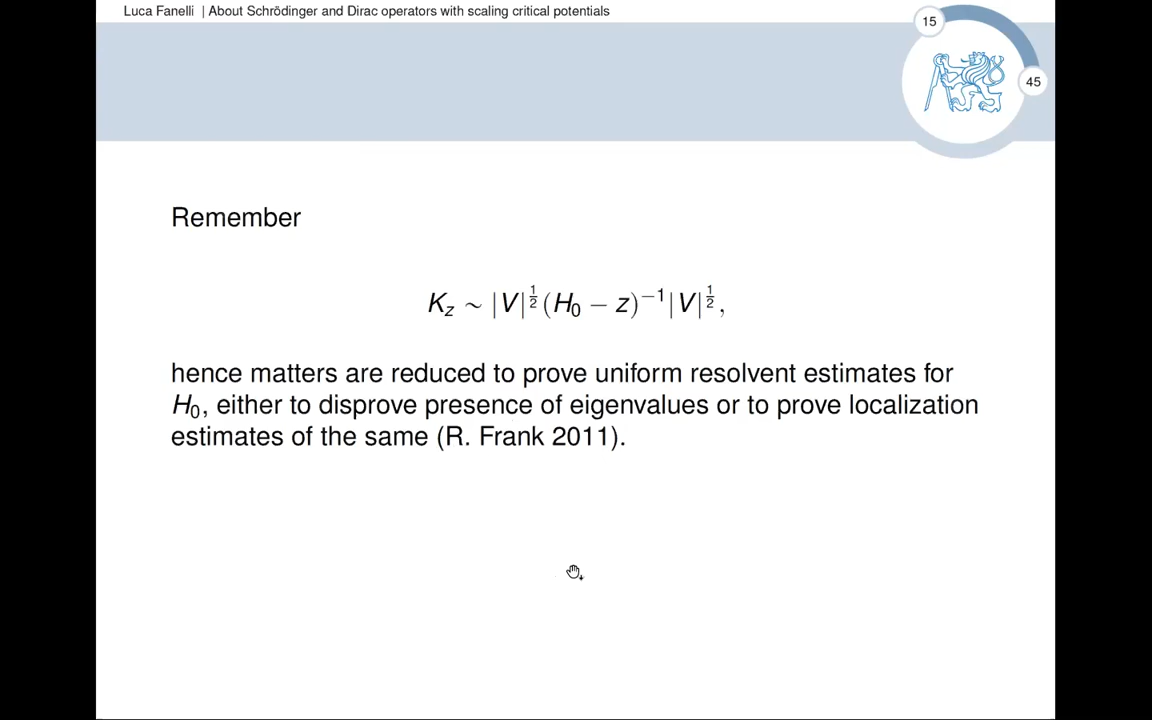 Luca Fanelli | About Schrödinger and Dirac operators with scaling critical potentials
15
45
Remember
K_z ∼ |V|^{1/2}(H_0 − z)^{−1}|V|^{1/2},
hence matters are reduced to prove uniform resolvent estimates for
H_0, either to disprove presence of eigenvalues or to prove localization
estimates of the same (R. Frank 2011).